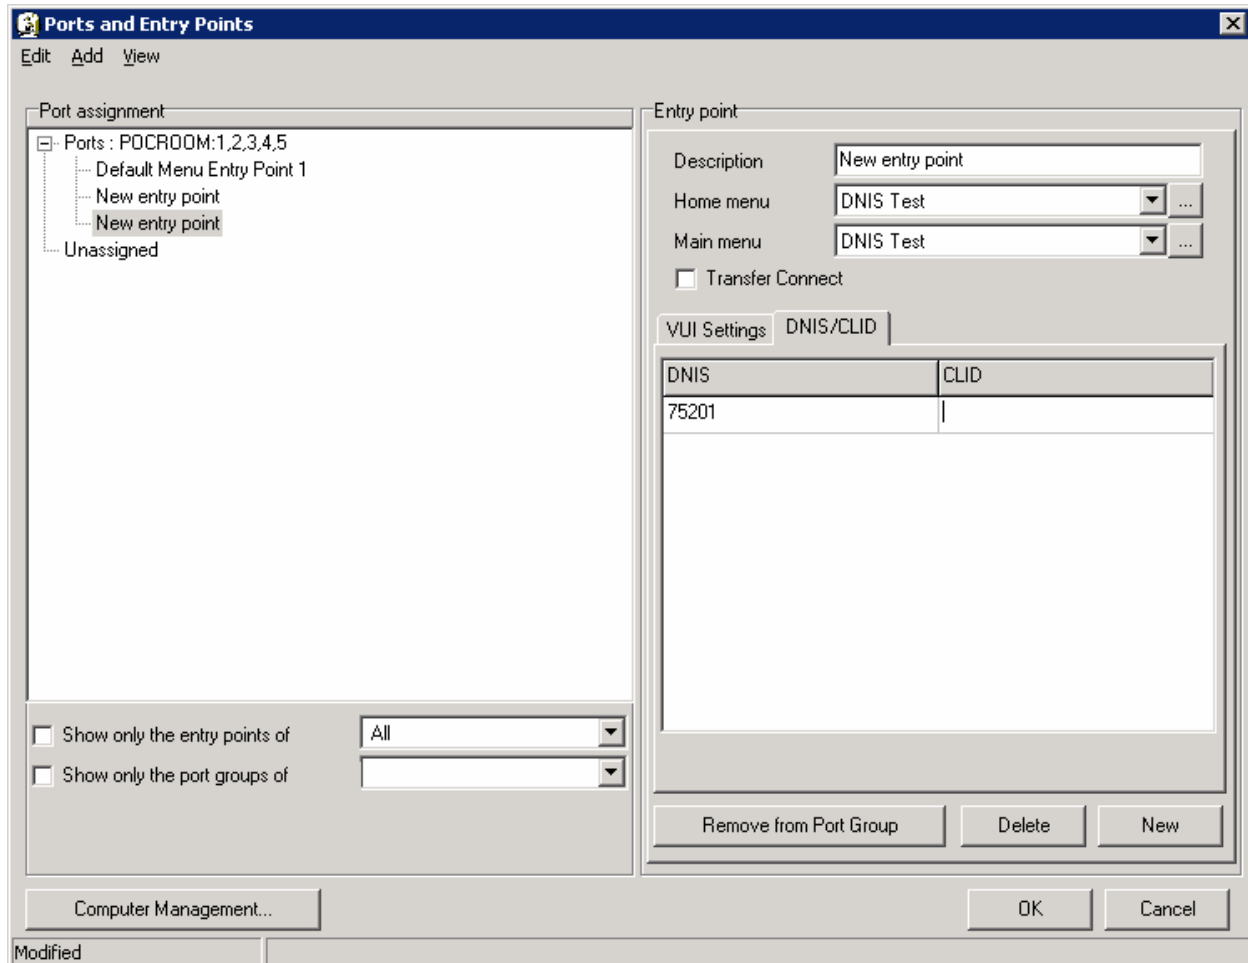 Ports and Entry Points
Edit Add View
Port assignment
Ports : POCROOM:1,2,3,4,5
Default Menu Entry Point 1
New entry point
New entry point
Unassigned
Show only the entry points of All
Show only the port groups of
Entry point
Description New entry point
Home menu DNIS Test ...
Main menu DNIS Test ...
Transfer Connect
VUI Settings DNIS/CLID
DNIS CLID
75201
Remove from Port Group Delete New
Computer Management... OK Cancel
Modified